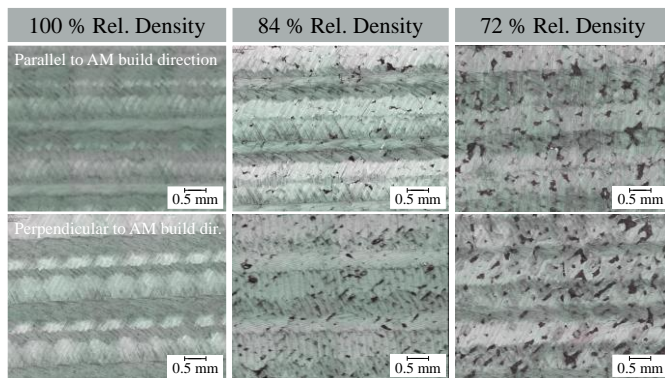 100 % Rel. Density
84 % Rel. Density
72 % Rel. Density
Parallel to AM build direction
0.5 mm
0.5 mm
0.5 mm
Perpendicular to AM build dir.
0.5 mm
0.5 mm
0.5 mm